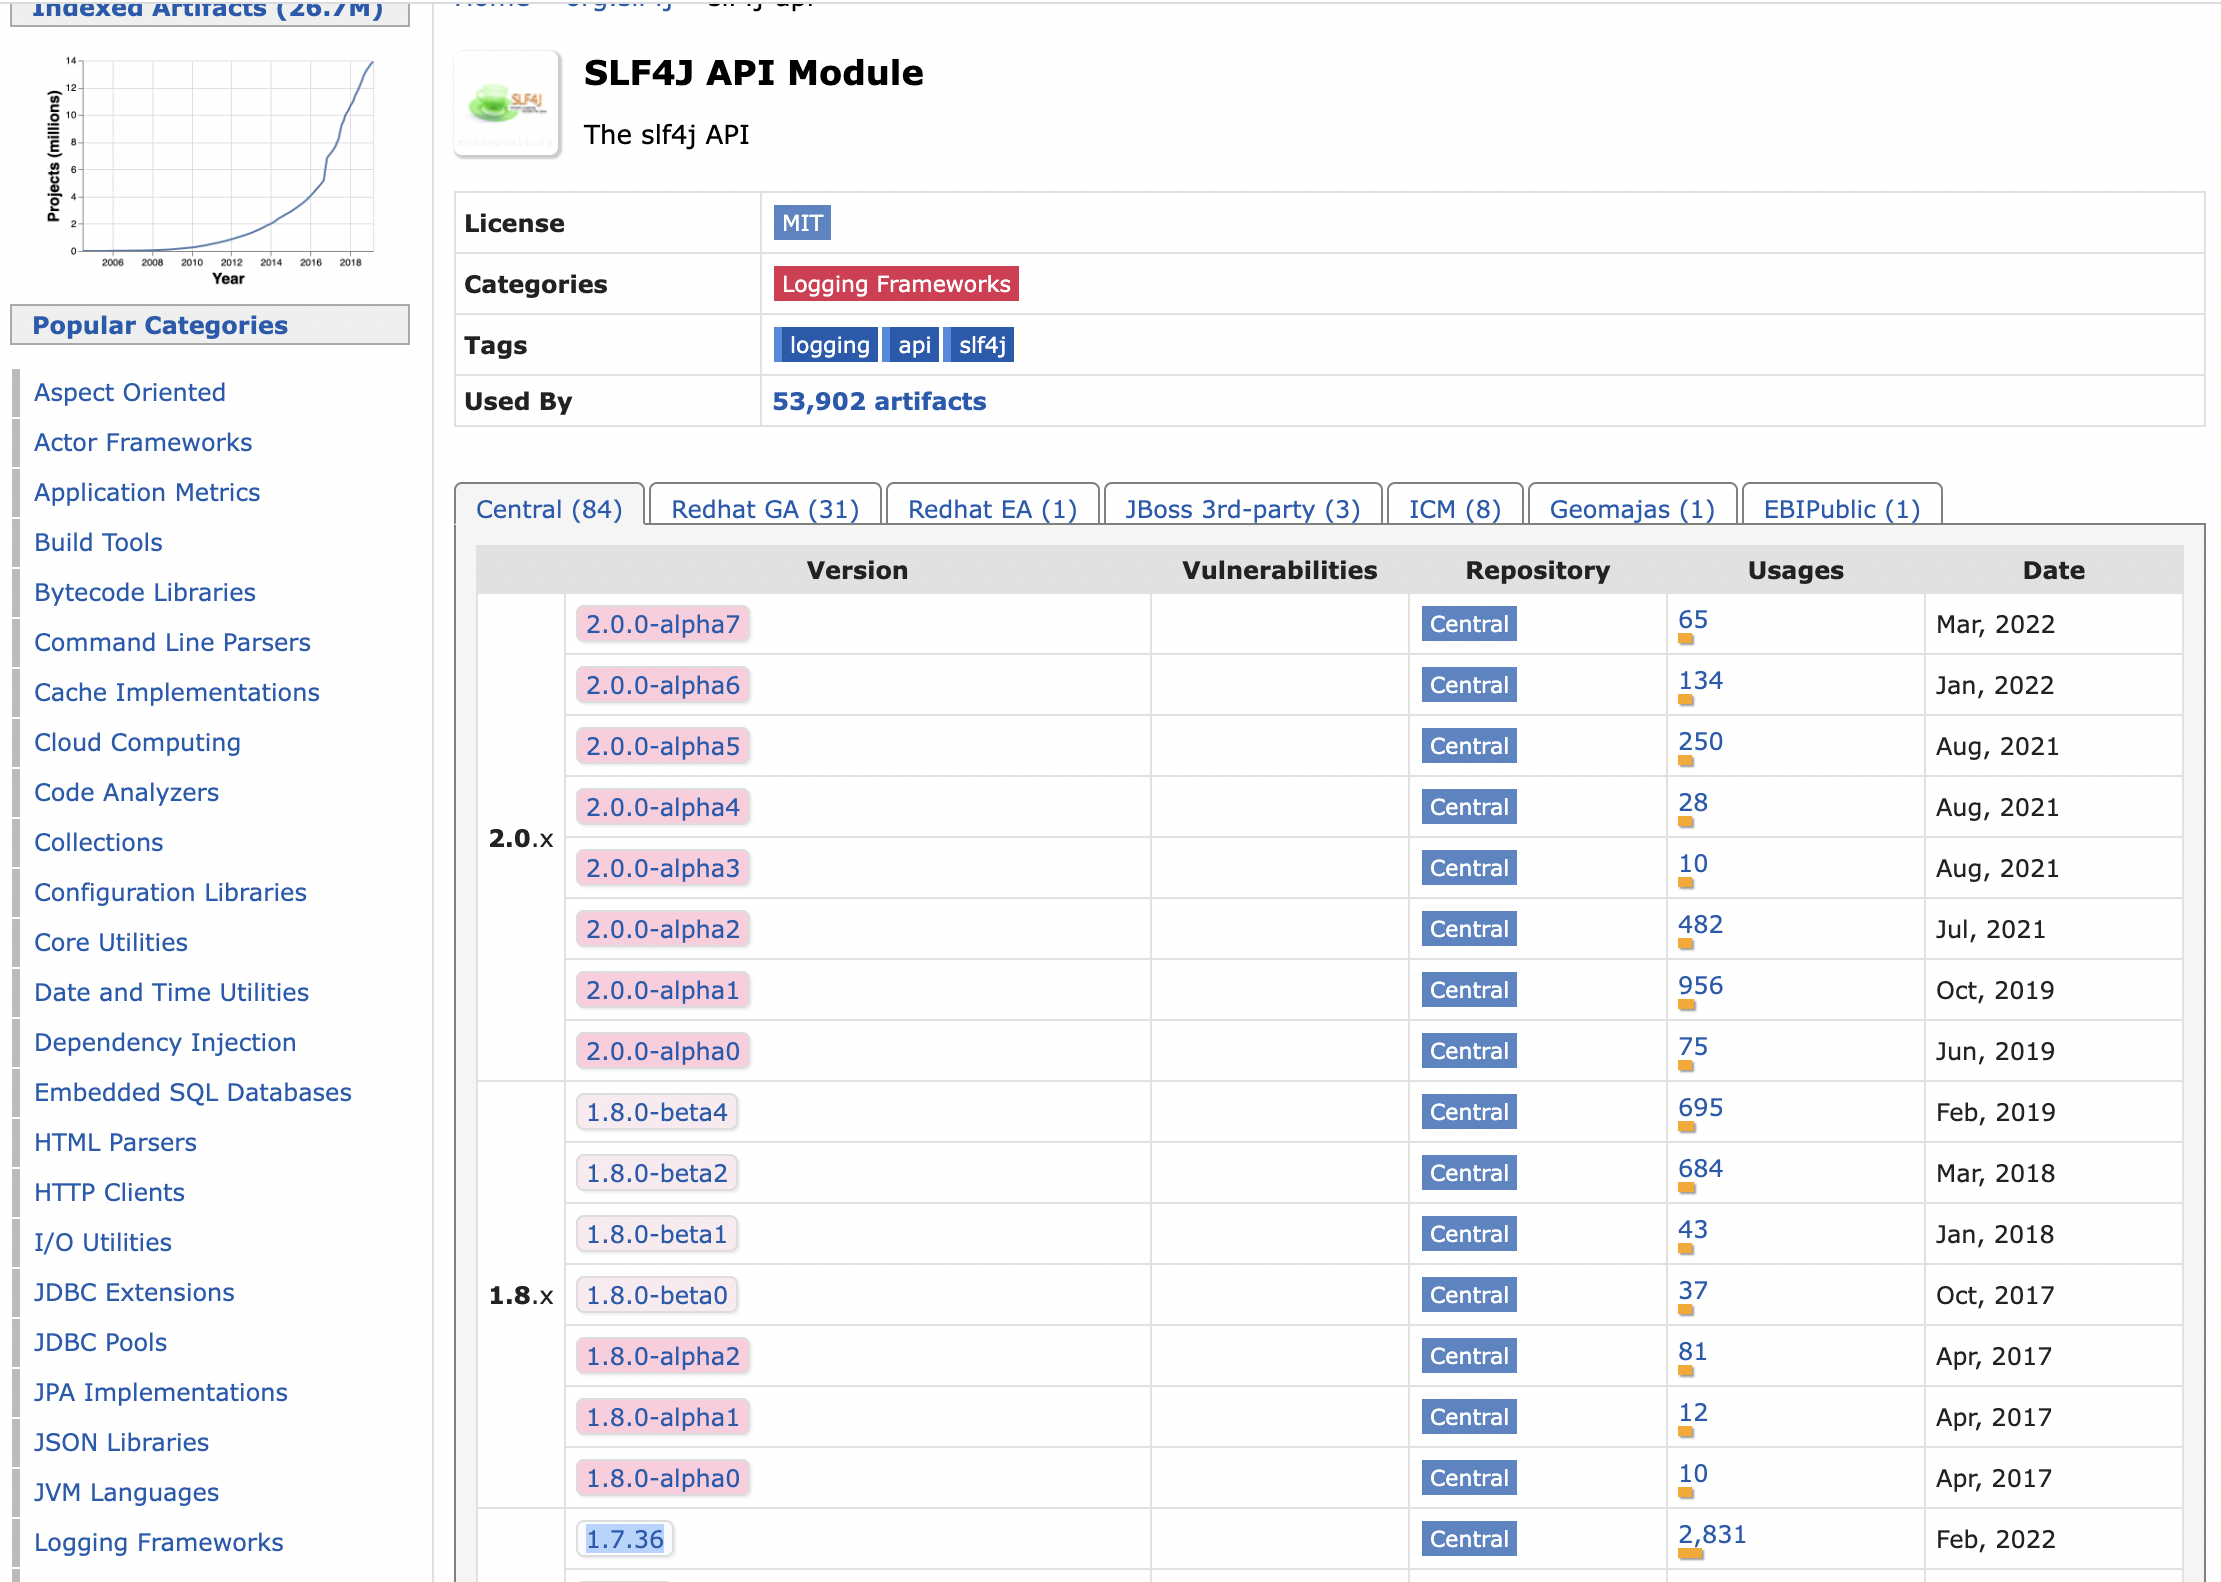 Indexed Artifacts (26.7M)
Home org.slf4j slf4j-api
14
12
10
8
6
4
2
0
Projects (millions)
2006 2008 2010 2012 2014 2016 2018
Year
Popular Categories
Aspect Oriented
Actor Frameworks
Application Metrics
Build Tools
Bytecode Libraries
Command Line Parsers
Cache Implementations
Cloud Computing
Code Analyzers
Collections
Configuration Libraries
Core Utilities
Date and Time Utilities
Dependency Injection
Embedded SQL Databases
HTML Parsers
HTTP Clients
I/O Utilities
JDBC Extensions
JDBC Pools
JPA Implementations
JSON Libraries
JVM Languages
Logging Frameworks
SLF4J
SLF4J API Module
The slf4j API
License MIT
Categories Logging Frameworks
Tags logging api slf4j
Used By 53,902 artifacts
Central (84) Redhat GA (31) Redhat EA (1) JBoss 3rd-party (3) ICM (8) Geomajas (1) EBIPublic (1)
Version Vulnerabilities Repository Usages Date
2.0.0-alpha7 Central 65 Mar, 2022
2.0.0-alpha6 Central 134 Jan, 2022
2.0.0-alpha5 Central 250 Aug, 2021
2.0.0-alpha4 Central 28 Aug, 2021
2.0.x
2.0.0-alpha3 Central 10 Aug, 2021
2.0.0-alpha2 Central 482 Jul, 2021
2.0.0-alpha1 Central 956 Oct, 2019
2.0.0-alpha0 Central 75 Jun, 2019
1.8.0-beta4 Central 695 Feb, 2019
1.8.0-beta2 Central 684 Mar, 2018
1.8.0-beta1 Central 43 Jan, 2018
1.8.x 1.8.0-beta0 Central 37 Oct, 2017
1.8.0-alpha2 Central 81 Apr, 2017
1.8.0-alpha1 Central 12 Apr, 2017
1.8.0-alpha0 Central 10 Apr, 2017
1.7.36 Central 2,831 Feb, 2022